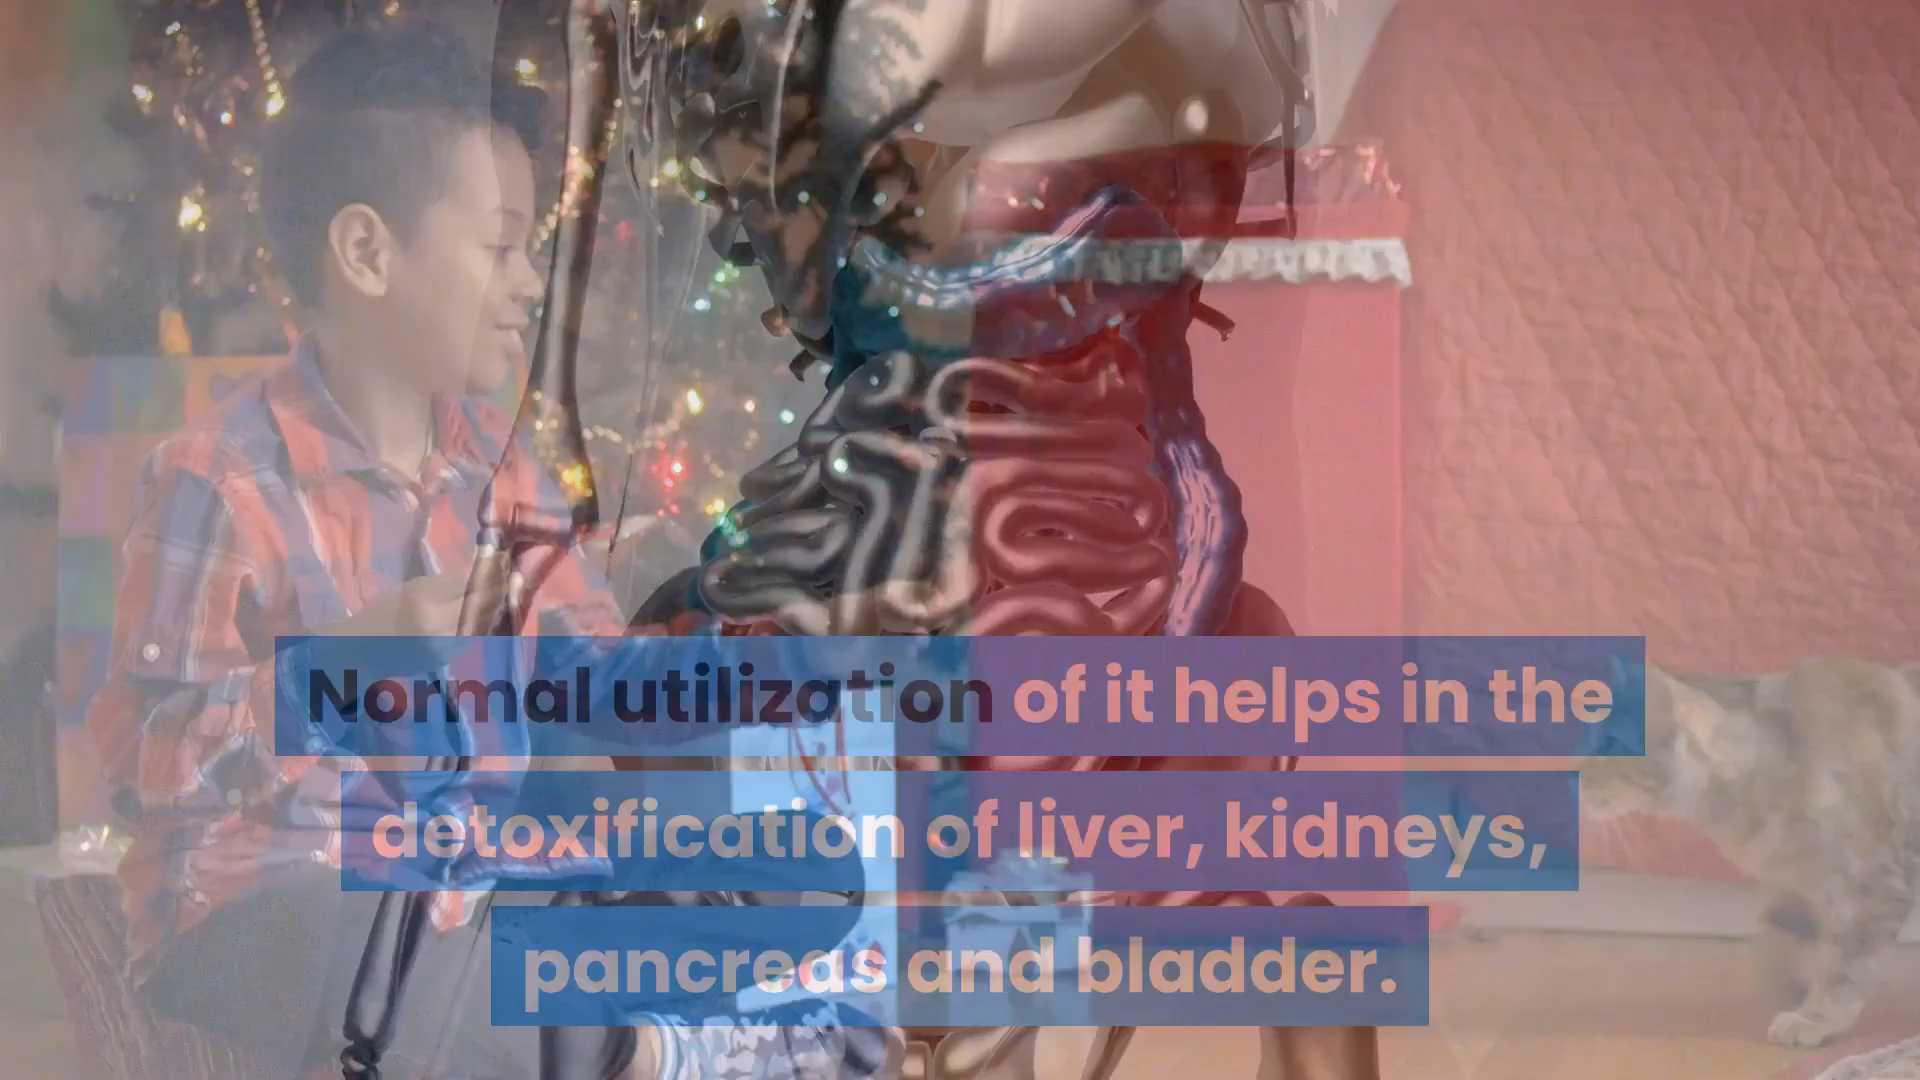 Normal utilization of it helps in the
detoxification of liver, kidneys,
pancreas and bladder.